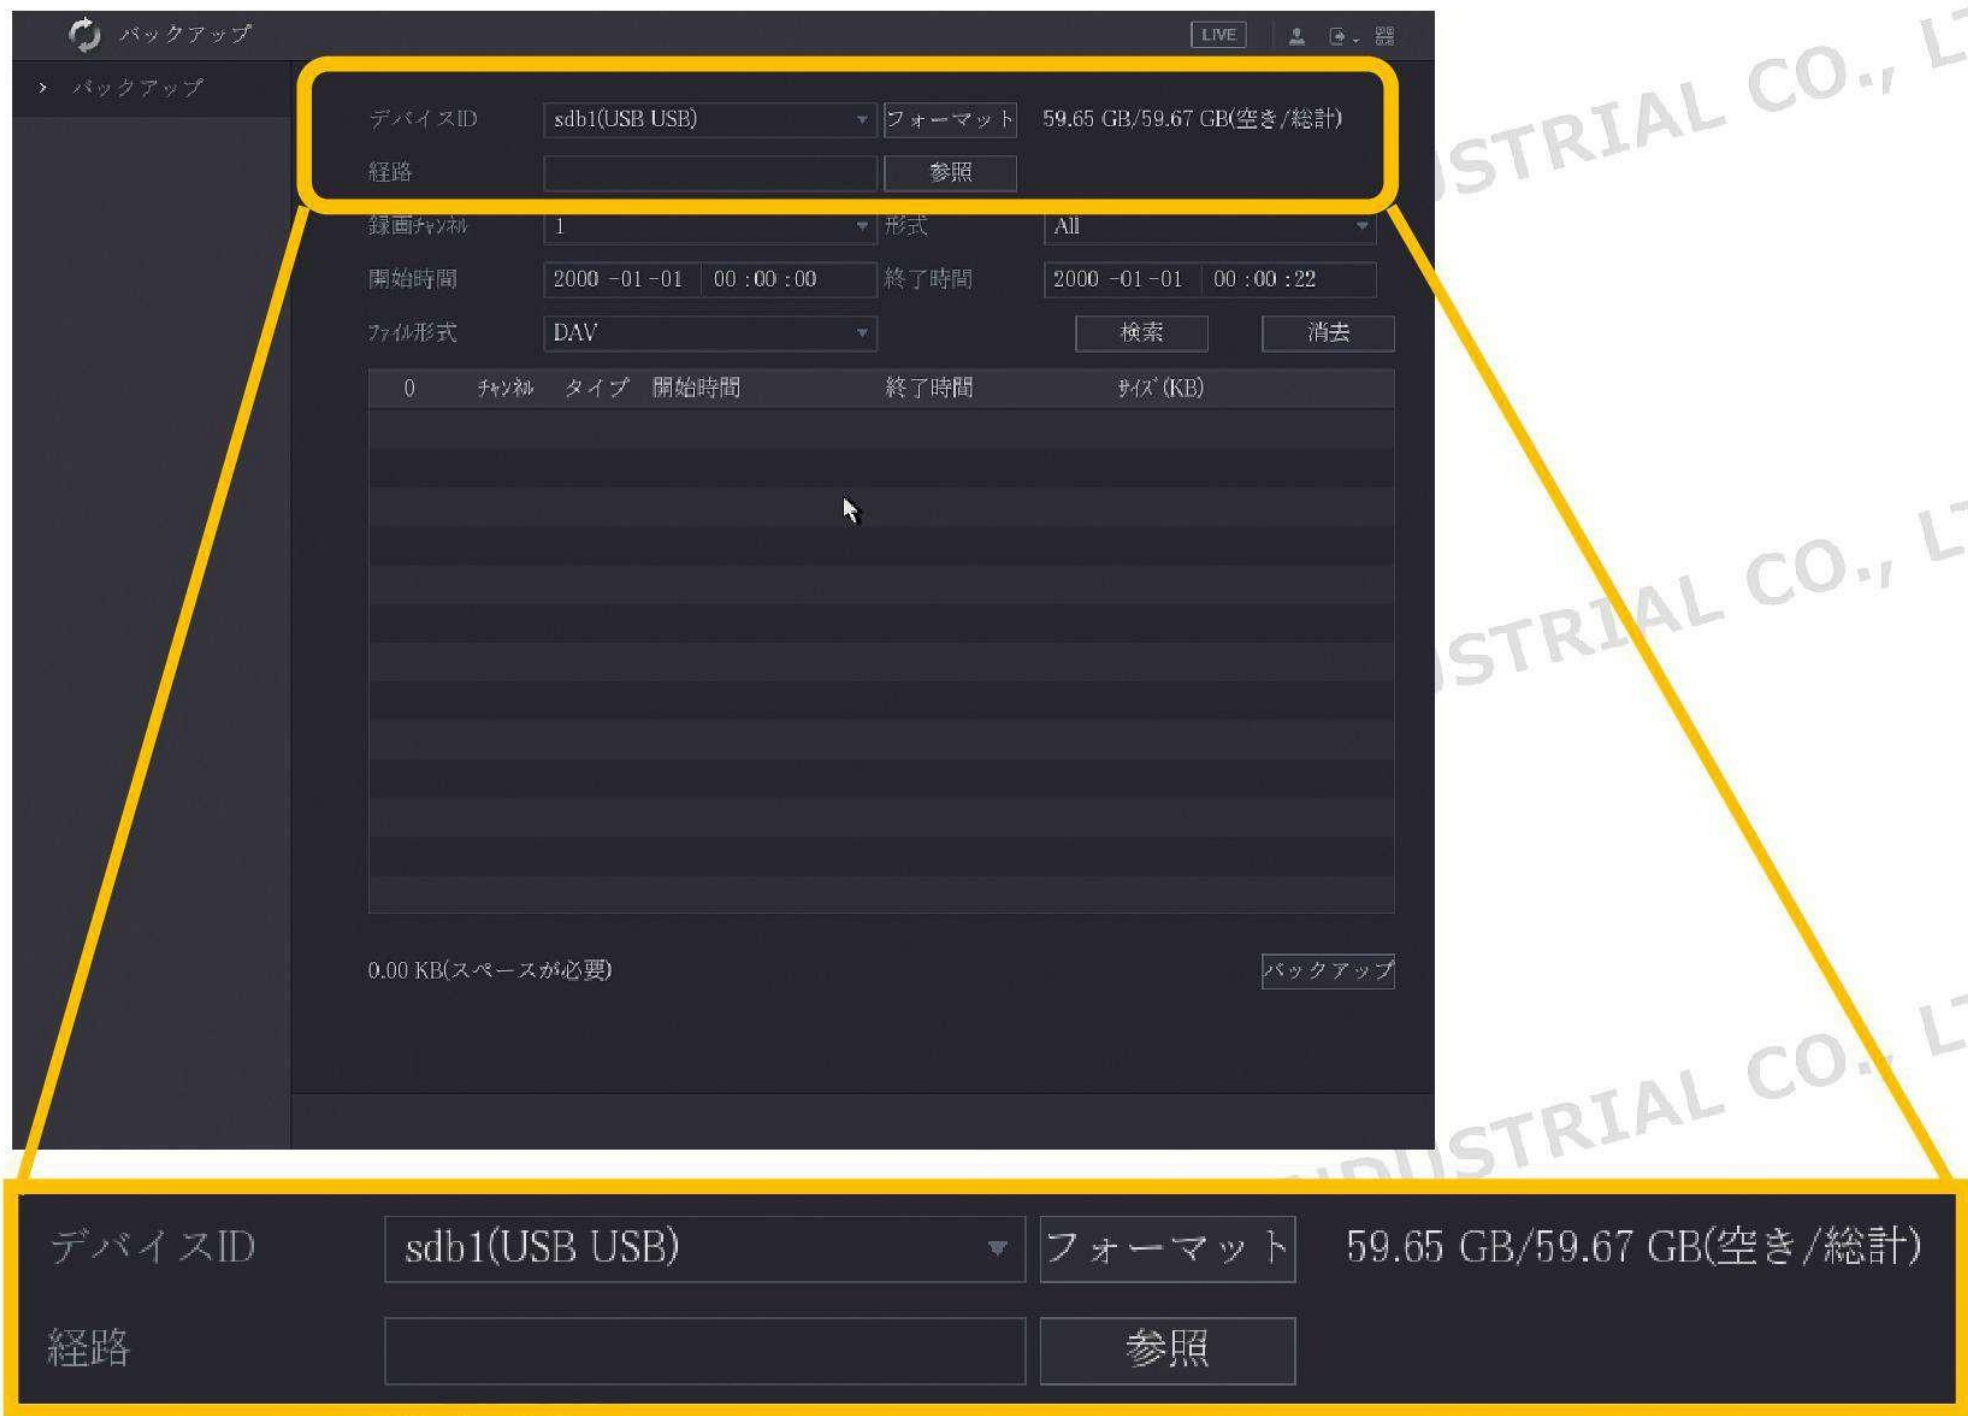 バックアップ LIVE
バックアップ
デバイスID sdb1(USB USB) フォーマット 59.65 GB/59.67 GB(空き/総計)
経路 参照
録画ﾁｬﾝﾈﾙ 1 形式 All
開始時間 2000 -01 -01 00 :00 :00 終了時間 2000 -01 -01 00 :00 :22
ﾌｧｲﾙ形式 DAV 検索 消去
0 ﾁｬﾝﾈﾙ タイプ 開始時間 終了時間 ｻｲｽﾞ(KB)
0.00 KB(スペースが必要) バックアップ
デバイスID sdb1(USB USB) フォーマット 59.65 GB/59.67 GB(空き/総計)
経路 参照
USTRIAL CO., LT
USTRIAL CO., LT
NDUSTRIAL CO., LT